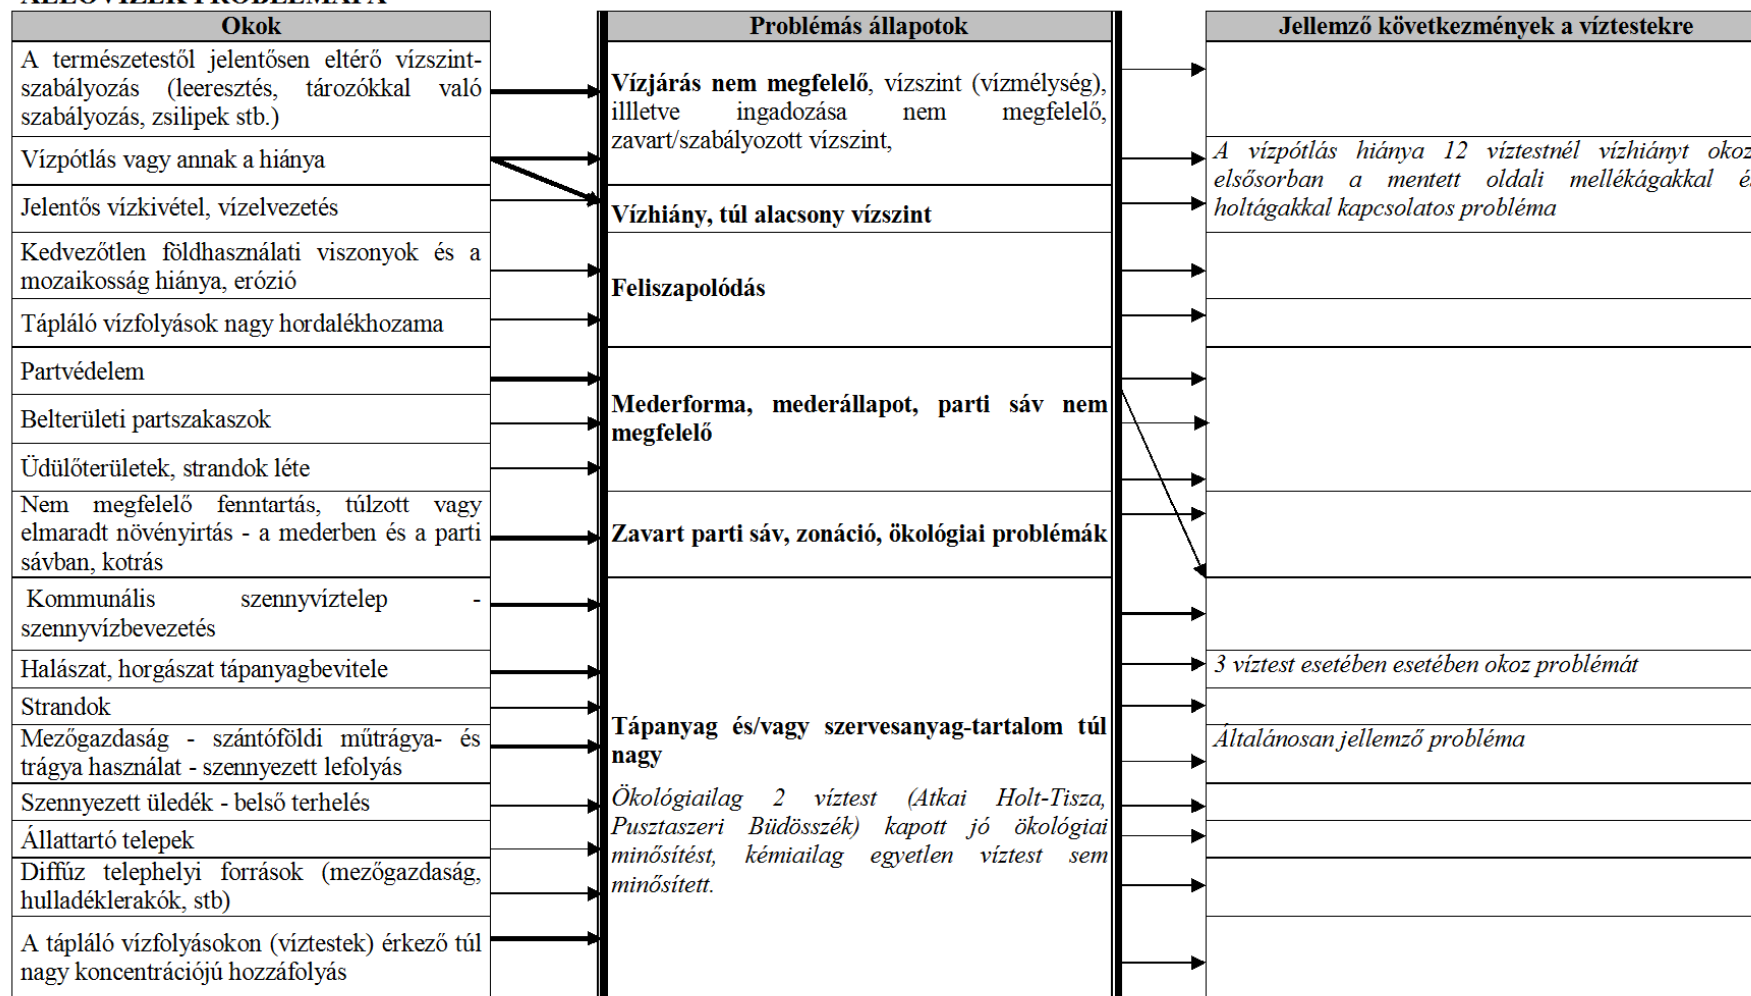 ÁLLÓVIZEK PROBLÉMAFA
Okok
Problémás állapotok
Jellemző következmények a víztestekre
A természetestől jelentősen eltérő vízszint-
szabályozás (leeresztés, tározókkal való
szabályozás, zsilipek stb.)
Vízpótlás vagy annak a hiánya
Jelentős vízkivétel, vízelvezetés
Kedvezőtlen földhasználati viszonyok és a
mozaikosság hiánya, erózió
Tápláló vízfolyások nagy hordalékhozama
Partvédelem
Belterületi partszakaszok
Üdülőterületek, strandok léte
Nem megfelelő fenntartás, túlzott vagy
elmaradt növényirtás - a mederben és a parti
sávban, kotrás
Kommunális szennyvíztelep -
szennyvízbevezetés
Halászat, horgászat tápanyagbevitele
Strandok
Mezőgazdaság - szántóföldi műtrágya- és
trágya használat - szennyezett lefolyás
Szennyezett üledék - belső terhelés
Állattartó telepek
Diffúz telephelyi források (mezőgazdaság,
hulladéklerakók, stb)
A tápláló vízfolyásokon (víztestek) érkező túl
nagy koncentrációjú hozzáfolyás
Vízjárás nem megfelelő, vízszint (vízmélység),
illletve ingadozása nem megfelelő,
zavart/szabályozott vízszint,
Vízhiány, túl alacsony vízszint
Feliszapolódás
Mederforma, mederállapot, parti sáv nem
megfelelő
Zavart parti sáv, zonáció, ökológiai problémák
Tápanyag és/vagy szervesanyag-tartalom túl
nagy
Ökológiailag 2 víztest (Atkai Holt-Tisza,
Pusztaszeri Büdösszék) kapott jó ökológiai
minősítést, kémiailag egyetlen víztest sem
minősített.
A vízpótlás hiánya 12 víztestnél vízhiányt okoz
elsősorban a mentett oldali mellékágakkal és
holtágakkal kapcsolatos probléma
3 víztest esetében esetében okoz problémát
Általánosan jellemző probléma